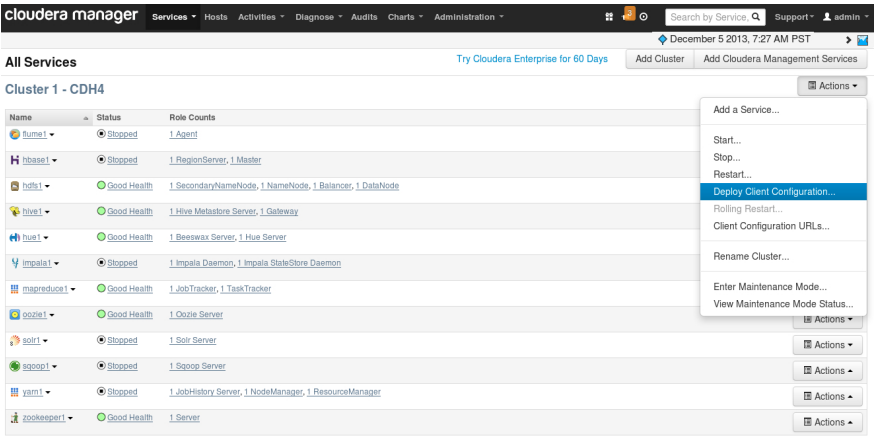 cloudera manager Services Hosts Activities Diagnose Audits Charts Administration 2 Search by Service, Support admin
December 5 2013, 7:27 AM PST
All Services Try Cloudera Enterprise for 60 Days Add Cluster Add Cloudera Management Services
Cluster 1 - CDH4 Actions
Name Status Role Counts
flume1 Stopped 1 Agent
hbase1 Stopped 1 RegionServer, 1 Master
hdfs1 Good Health 1 SecondaryNameNode, 1 NameNode, 1 Balancer, 1 DataNode
hive1 Good Health 1 Hive Metastore Server, 1 Gateway
hue1 Good Health 1 Beeswax Server, 1 Hue Server
impala1 Stopped 1 Impala Daemon, 1 Impala StateStore Daemon
mapreduce1 Good Health 1 JobTracker, 1 TaskTracker
oozie1 Good Health 1 Oozie Server Actions
solr1 Stopped 1 Solr Server Actions
sqoop1 Stopped 1 Sqoop Server Actions
yarn1 Stopped 1 JobHistory Server, 1 NodeManager, 1 ResourceManager Actions
zookeeper1 Good Health 1 Server Actions
Add a Service...
Start...
Stop...
Restart...
Deploy Client Configuration...
Rolling Restart...
Client Configuration URLs...
Rename Cluster...
Enter Maintenance Mode...
View Maintenance Mode Status...